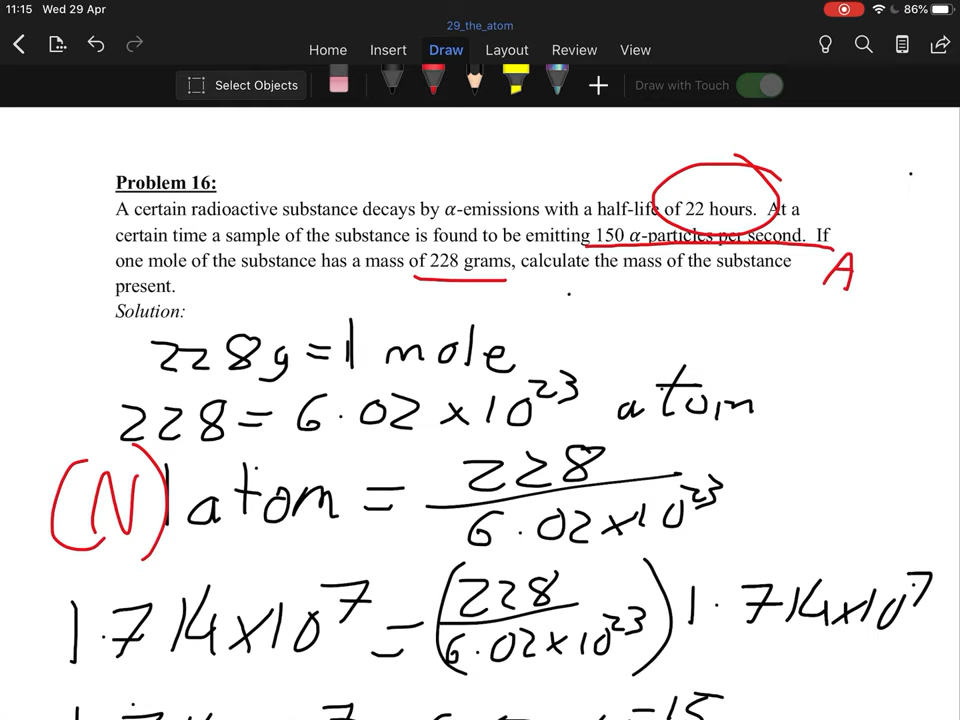 11:15 Wed 29 Apr 86%
29_the_atom
Home Insert Draw Layout Review View
Select Objects Draw with Touch
Problem 16:
A certain radioactive substance decays by α-emissions with a half-life of 22 hours. At a
certain time a sample of the substance is found to be emitting 150 α-particles per second. If
one mole of the substance has a mass of 228 grams, calculate the mass of the substance
present.
A
Solution:
228g = 1 mole
228 = 6.02 × 10^23 atom
(N) 1 atom = 228 / 6.02 × 10^23
1.714 × 10^7 = (228 / 6.02 × 10^23) 1.714 × 10^7